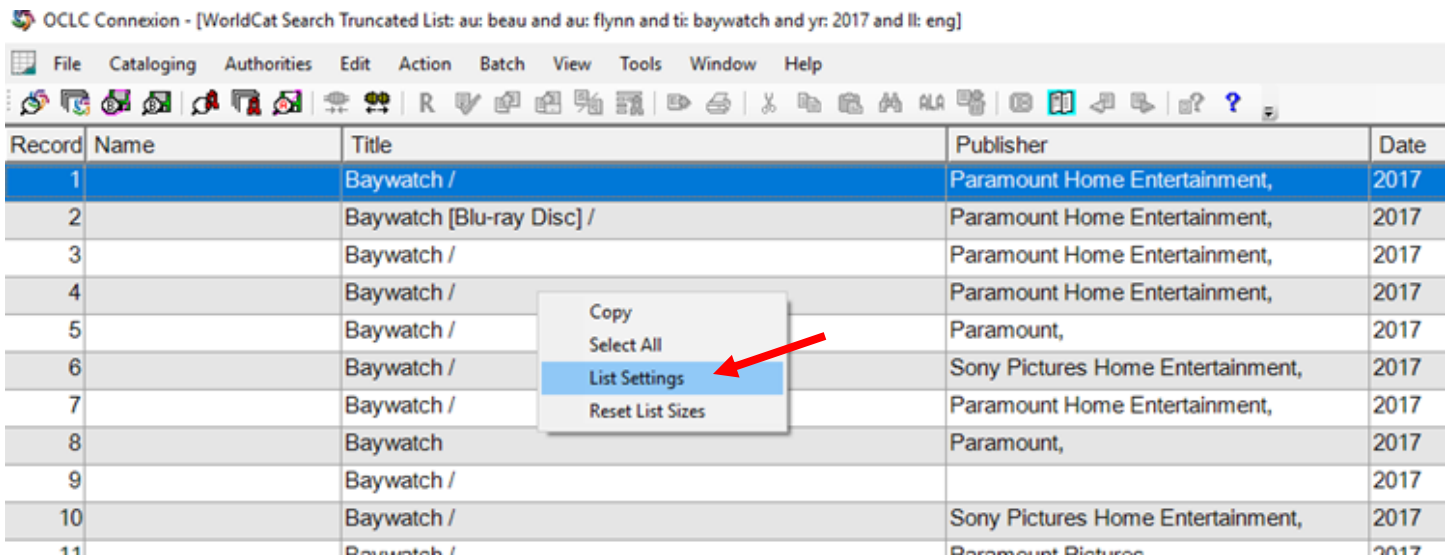 OCLC Connexion - [WorldCat Search Truncated List: au: beau and au: flynn and ti: baywatch and yr: 2017 and ll: eng]
File Cataloging Authorities Edit Action Batch View Tools Window Help
R ALA ? ?
Record Name Title Publisher Date
1 Baywatch / Paramount Home Entertainment, 2017
2 Baywatch [Blu-ray Disc] / Paramount Home Entertainment, 2017
3 Baywatch / Paramount Home Entertainment, 2017
4 Baywatch / Paramount Home Entertainment, 2017
Copy
5 Baywatch / Paramount, 2017
Select All
6 Baywatch / Sony Pictures Home Entertainment, 2017
List Settings
7 Baywatch / Paramount Home Entertainment, 2017
Reset List Sizes
8 Baywatch Paramount, 2017
9 Baywatch / 2017
10 Baywatch / Sony Pictures Home Entertainment, 2017
11 Baywatch / Paramount Pictures 2017